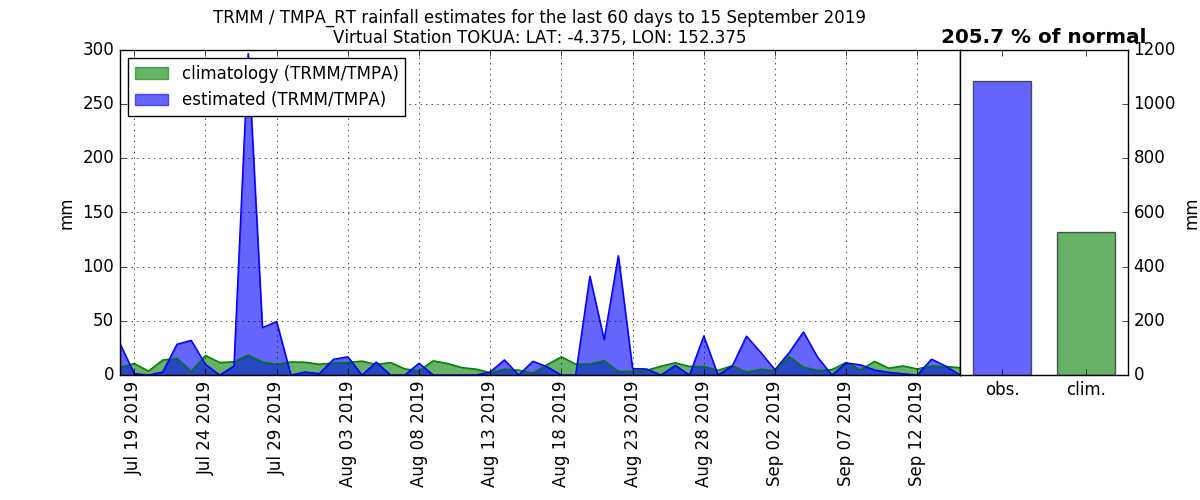 TRMM / TMPA_RT rainfall estimates for the last 60 days to 15 September 2019
Virtual Station TOKUA: LAT: -4.375, LON: 152.375
205.7 % of normal
climatology (TRMM/TMPA)
estimated (TRMM/TMPA)
mm
300
250
200
150
100
50
0
Jul 19 2019
Jul 24 2019
Jul 29 2019
Aug 03 2019
Aug 08 2019
Aug 13 2019
Aug 18 2019
Aug 23 2019
Aug 28 2019
Sep 02 2019
Sep 07 2019
Sep 12 2019
obs.
clim.
1200
1000
800
600
400
200
0
mm